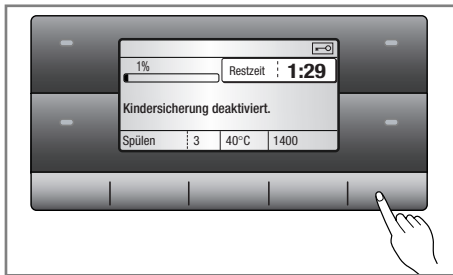 1%
Restzeit 1:29
Kindersicherung deaktiviert.
Spülen 3 40°C 1400